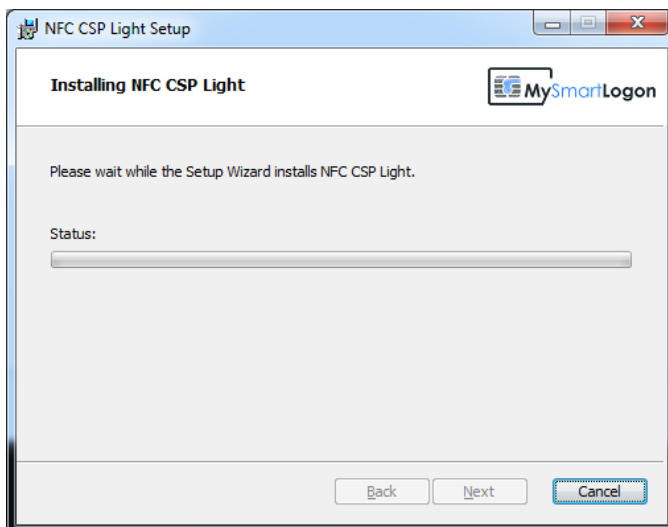 NFC CSP Light Setup
Installing NFC CSP Light
MySmartLogon
Please wait while the Setup Wizard installs NFC CSP Light.
Status:
Back
Next
Cancel